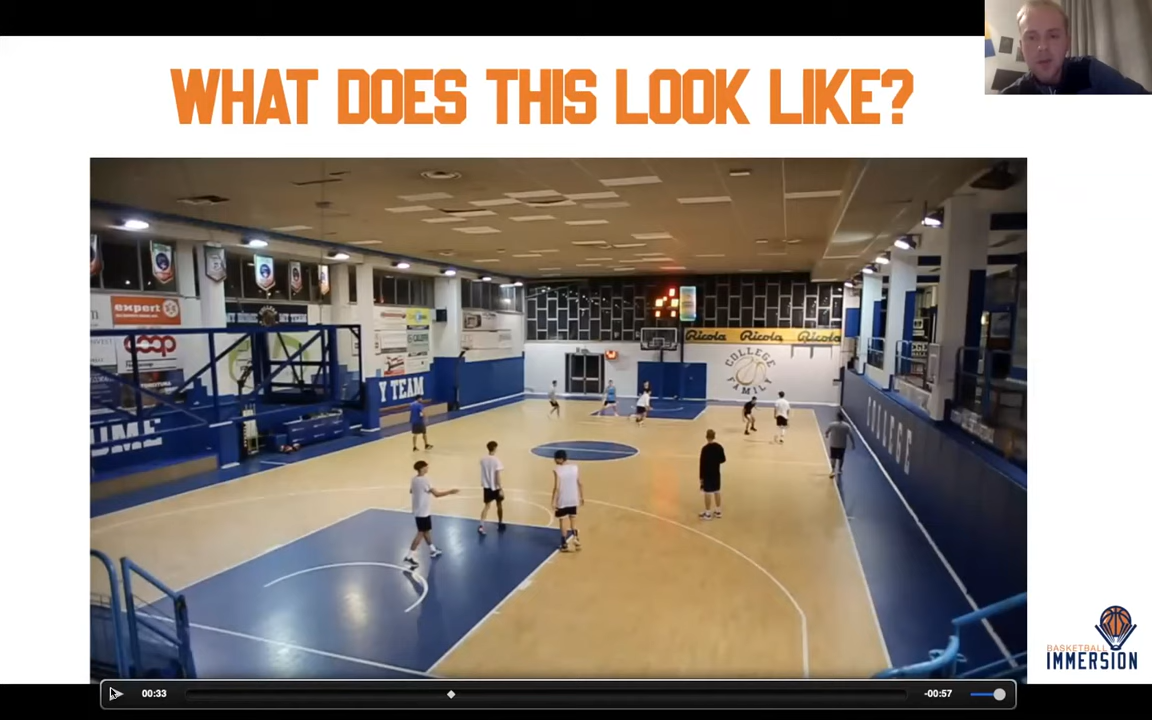 WHAT DOES THIS LOOK LIKE?
expert
coop
Y TEAM
Ricola Ricola Ricola
COLLEGE
FAMILY
COLLEGE
UME
BASKETBALL
IMMERSION
00:33
-00:57